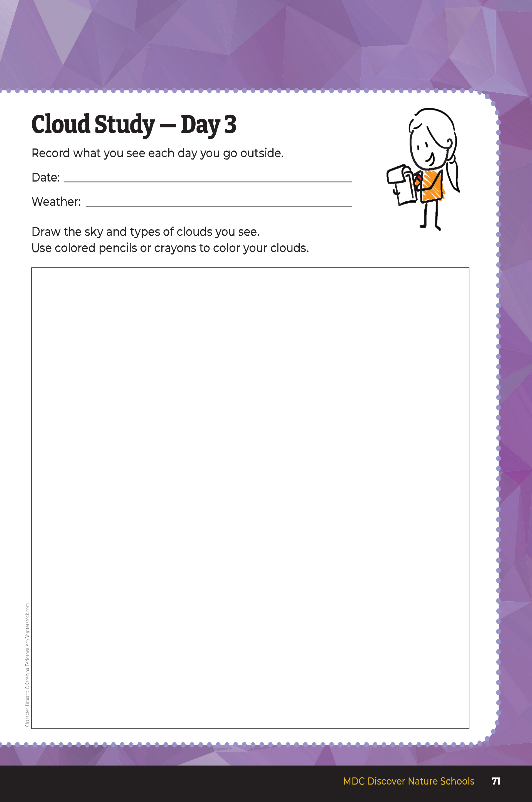 Cloud Study — Day 3
Record what you see each day you go outside.
Date:
Weather:
Draw the sky and types of clouds you see.
Use colored pencils or crayons to color your clouds.
MDC Discover Nature Schools 71